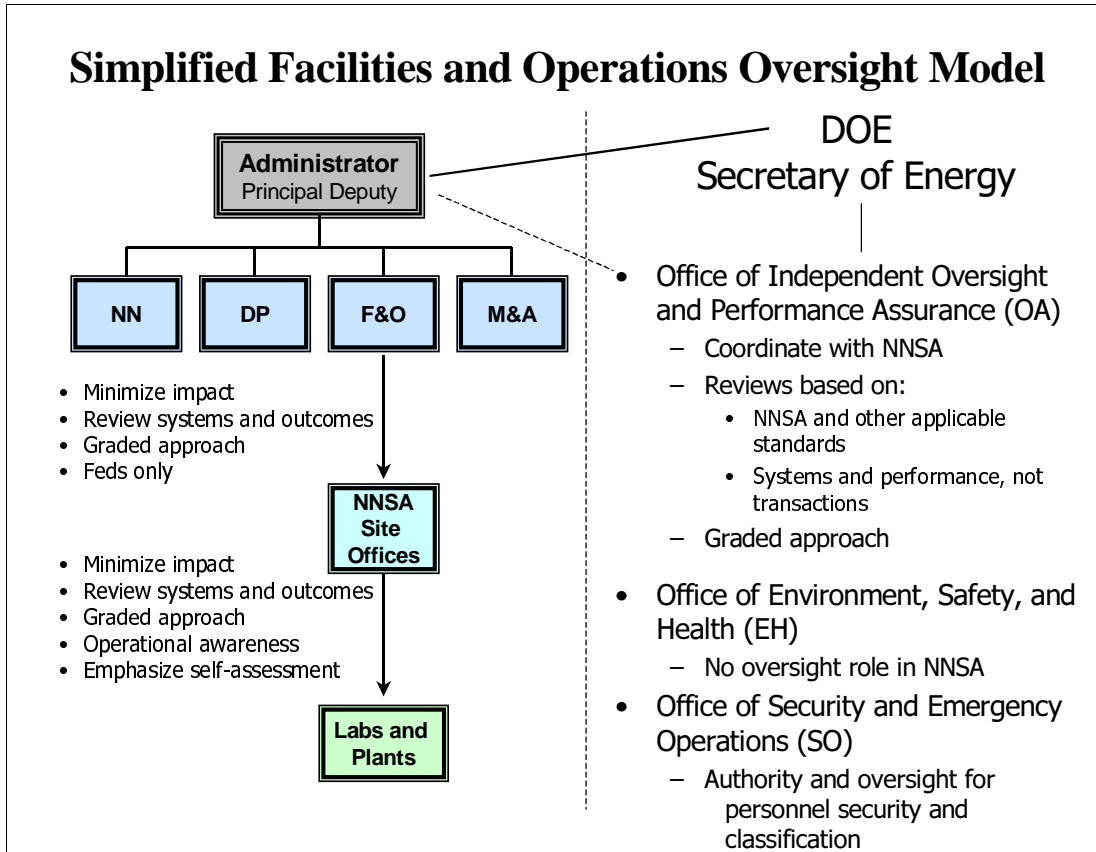 Simplified Facilities and Operations Oversight Model
Administrator
Principal Deputy
NN
DP
F&O
M&A
• Minimize impact
• Review systems and outcomes
• Graded approach
• Feds only
NNSA
Site
Offices
• Minimize impact
• Review systems and outcomes
• Graded approach
• Operational awareness
• Emphasize self-assessment
Labs and
Plants
DOE
Secretary of Energy
• Office of Independent Oversight
and Performance Assurance (OA)
– Coordinate with NNSA
– Reviews based on:
• NNSA and other applicable
standards
• Systems and performance, not
transactions
– Graded approach
• Office of Environment, Safety, and
Health (EH)
– No oversight role in NNSA
• Office of Security and Emergency
Operations (SO)
– Authority and oversight for
personnel security and
classification